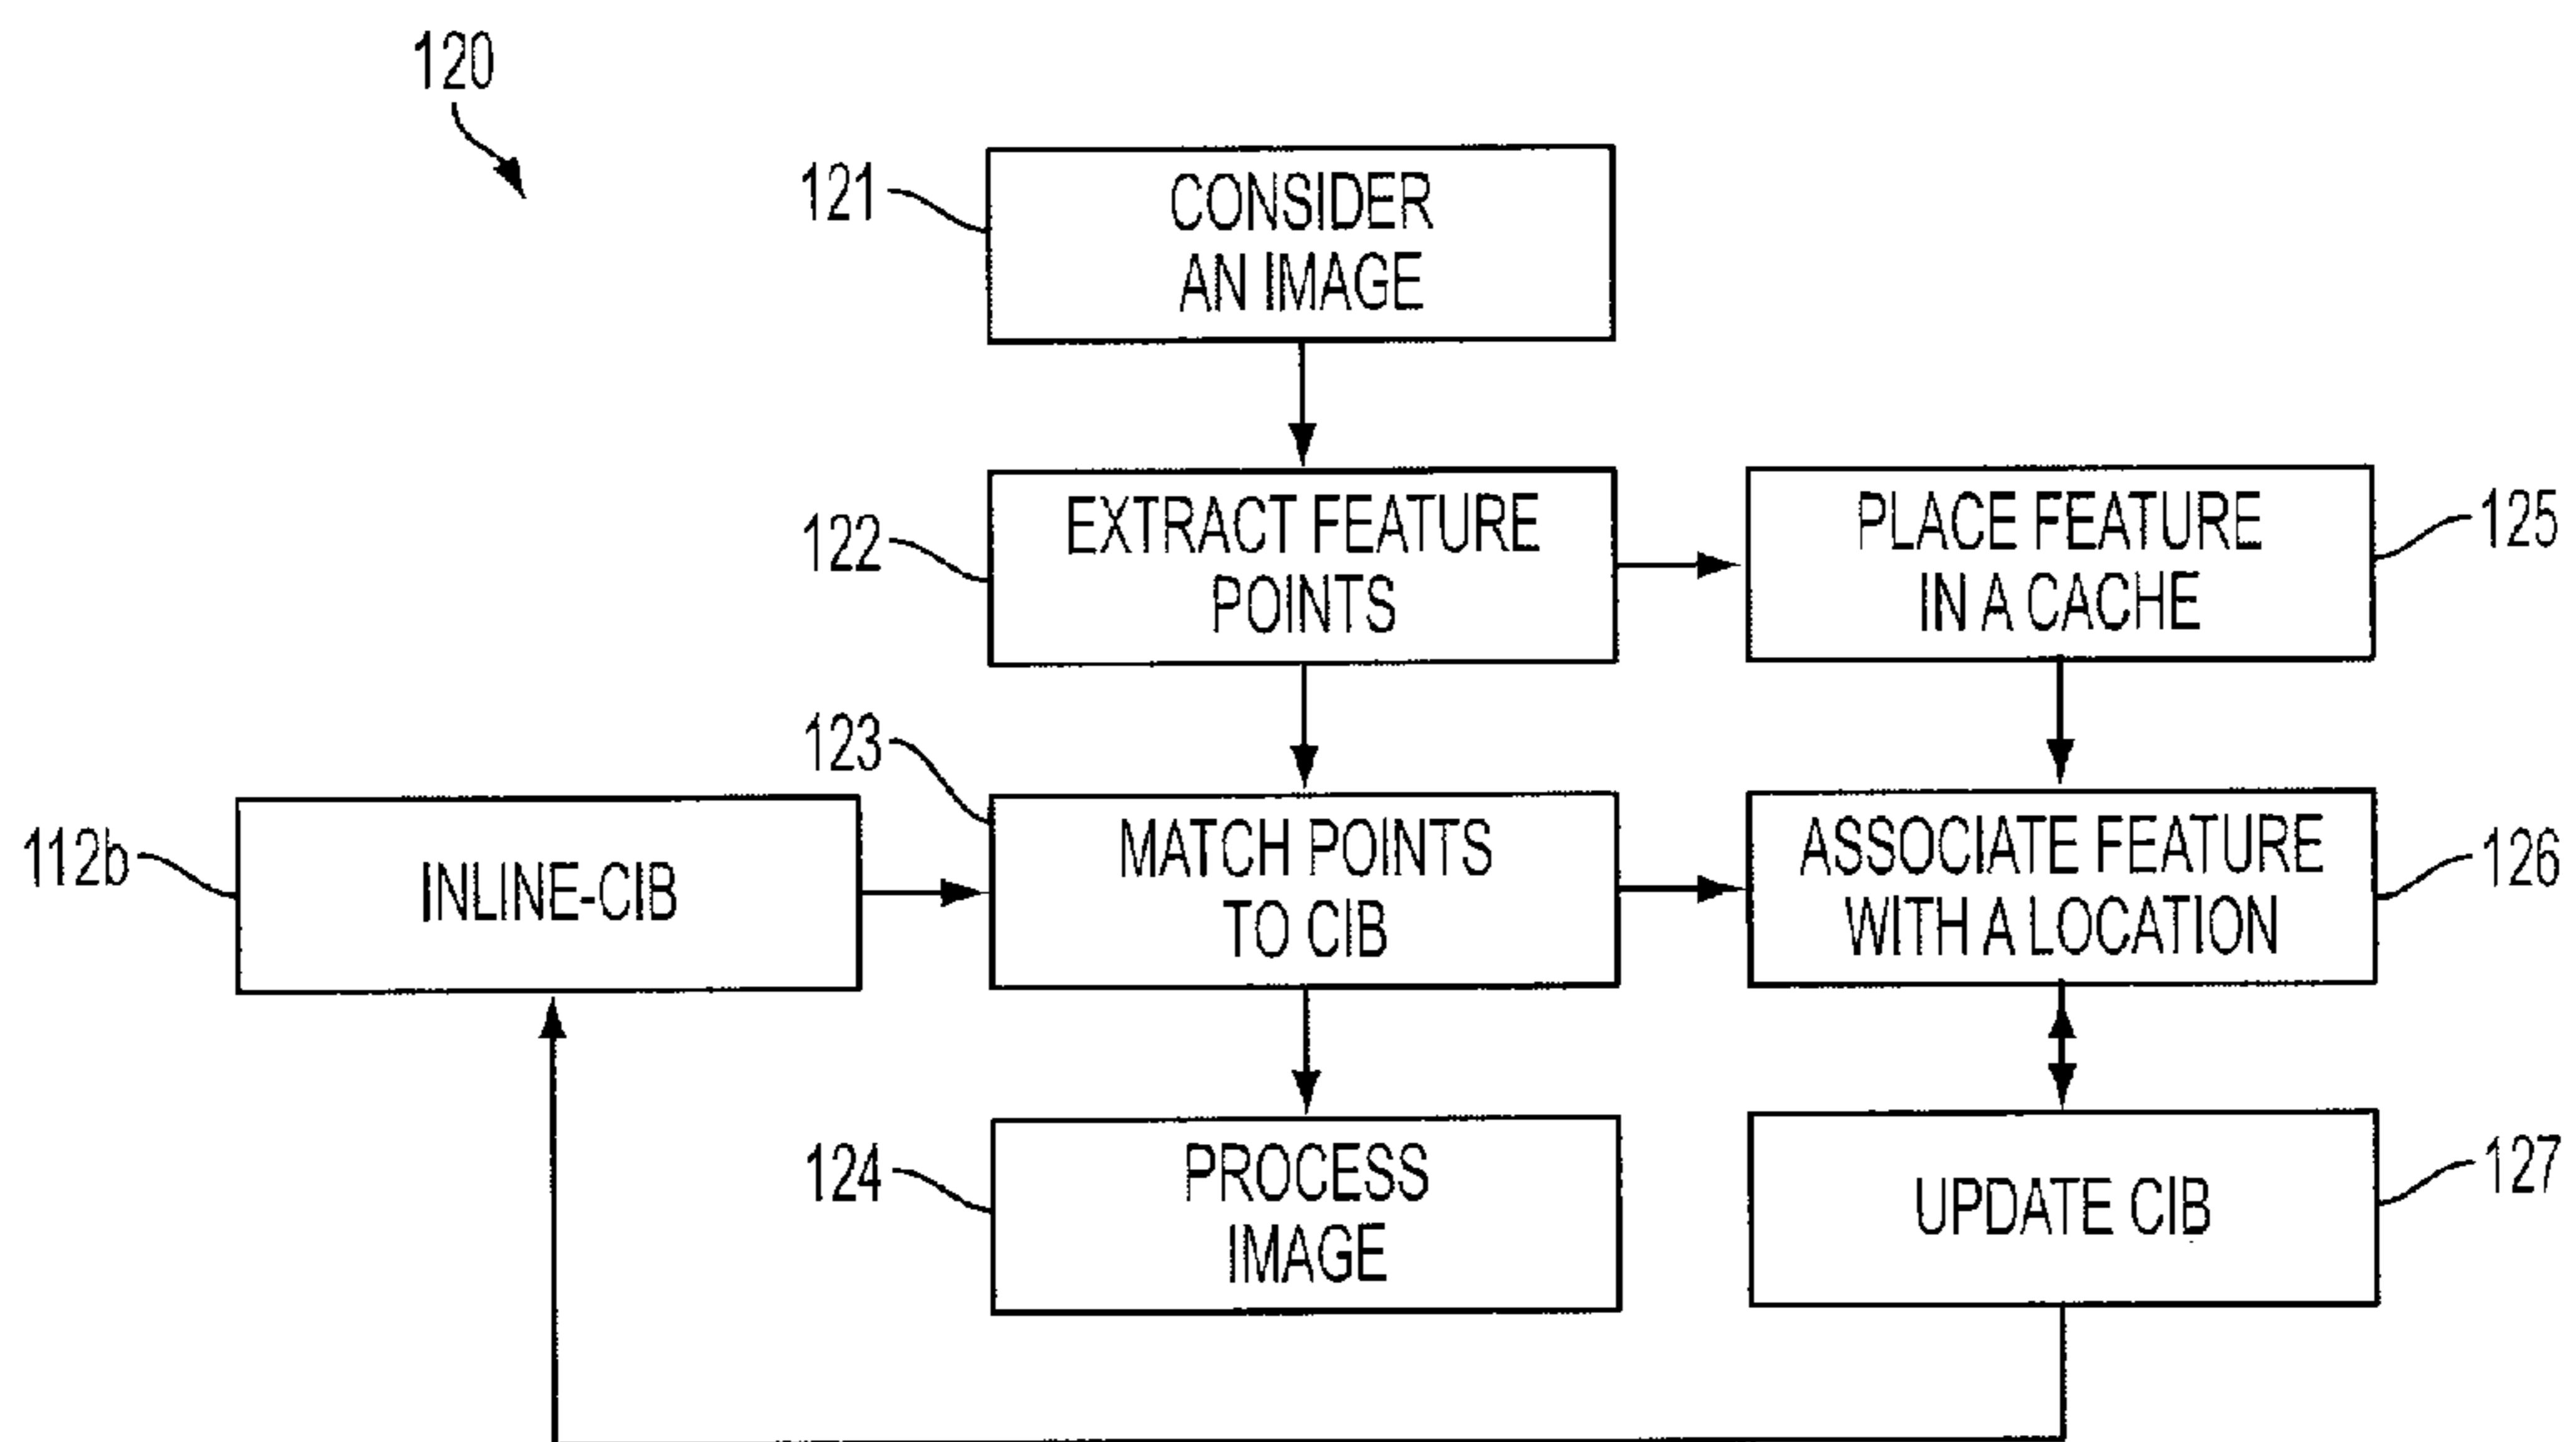 120
121
CONSIDER
AN IMAGE
122
EXTRACT FEATURE
POINTS
PLACE FEATURE
IN A CACHE
125
123
112b
INLINE-CIB
MATCH POINTS
TO CIB
ASSOCIATE FEATURE
WITH A LOCATION
126
124
PROCESS
IMAGE
UPDATE CIB
127